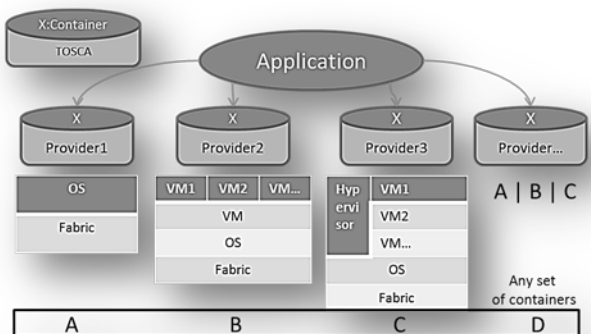 X:Container
TOSCA
Application
X
Provider1
X
Provider2
X
Provider3
X
Provider...
OS
Fabric
VM1 VM2 VM...
VM
OS
Fabric
Hyp
ervi
sor
VM1
VM2
VM...
OS
Fabric
A | B | C
Any set
of containers
A B C D